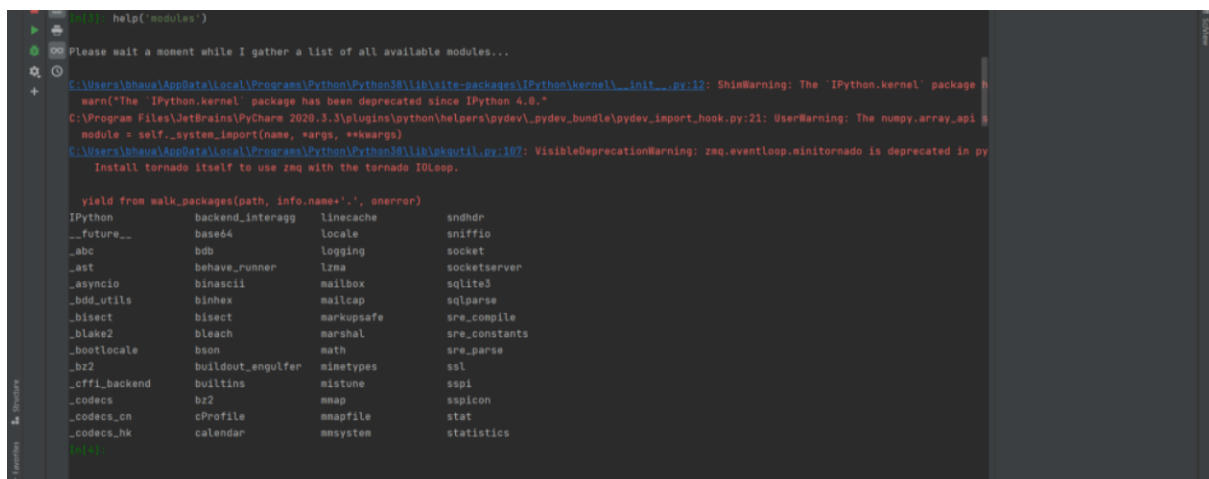 In[3]: help('modules')
Please wait a moment while I gather a list of all available modules...
C:\Users\bhaua\AppData\Local\Programs\Python\Python38\lib\site-packages\IPython\kernel\__init__.py:12: ShimWarning: The `IPython.kernel` package h
warn("The `IPython.kernel` package has been deprecated since IPython 4.0."
C:\Program Files\JetBrains\PyCharm 2020.3.3\plugins\python\helpers\pydev\_pydev_bundle\pydev_import_hook.py:21: UserWarning: The numpy.array_api s
module = self._system_import(name, *args, **kwargs)
C:\Users\bhaua\AppData\Local\Programs\Python\Python38\lib\pkgutil.py:107: VisibleDeprecationWarning: zmq.eventloop.minitornado is deprecated in py
Install tornado itself to use zmq with the tornado IOLoop.
yield from walk_packages(path, info.name+'.', onerror)
IPython backend_interagg linecache sndhdr
__future__ base64 locale sniffio
_abc bdb logging socket
_ast behave_runner lzma socketserver
_asyncio binascii mailbox sqlite3
_bdd_utils binhex mailcap sqlparse
_bisect bisect markupsafe sre_compile
_blake2 bleach marshal sre_constants
_bootlocale bson math sre_parse
_bz2 buildout_engulfer mimetypes ssl
_cffi_backend builtins mistune sspi
_codecs bz2 mmap sspicon
_codecs_cn cProfile mmapfile stat
_codecs_hk calendar mmsystem statistics
In[4]:
Structure
Favorites
SciView